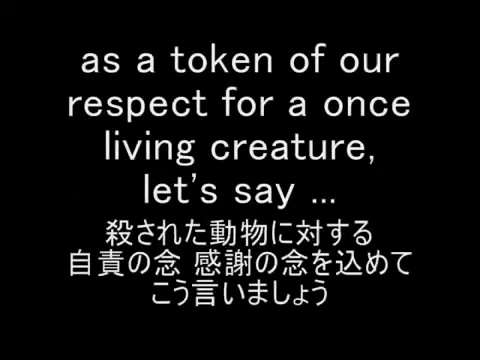 as a token of our
respect for a once
living creature,
let's say ...
殺された動物に対する
自責の念 感謝の念を込めて
こう言いましょう